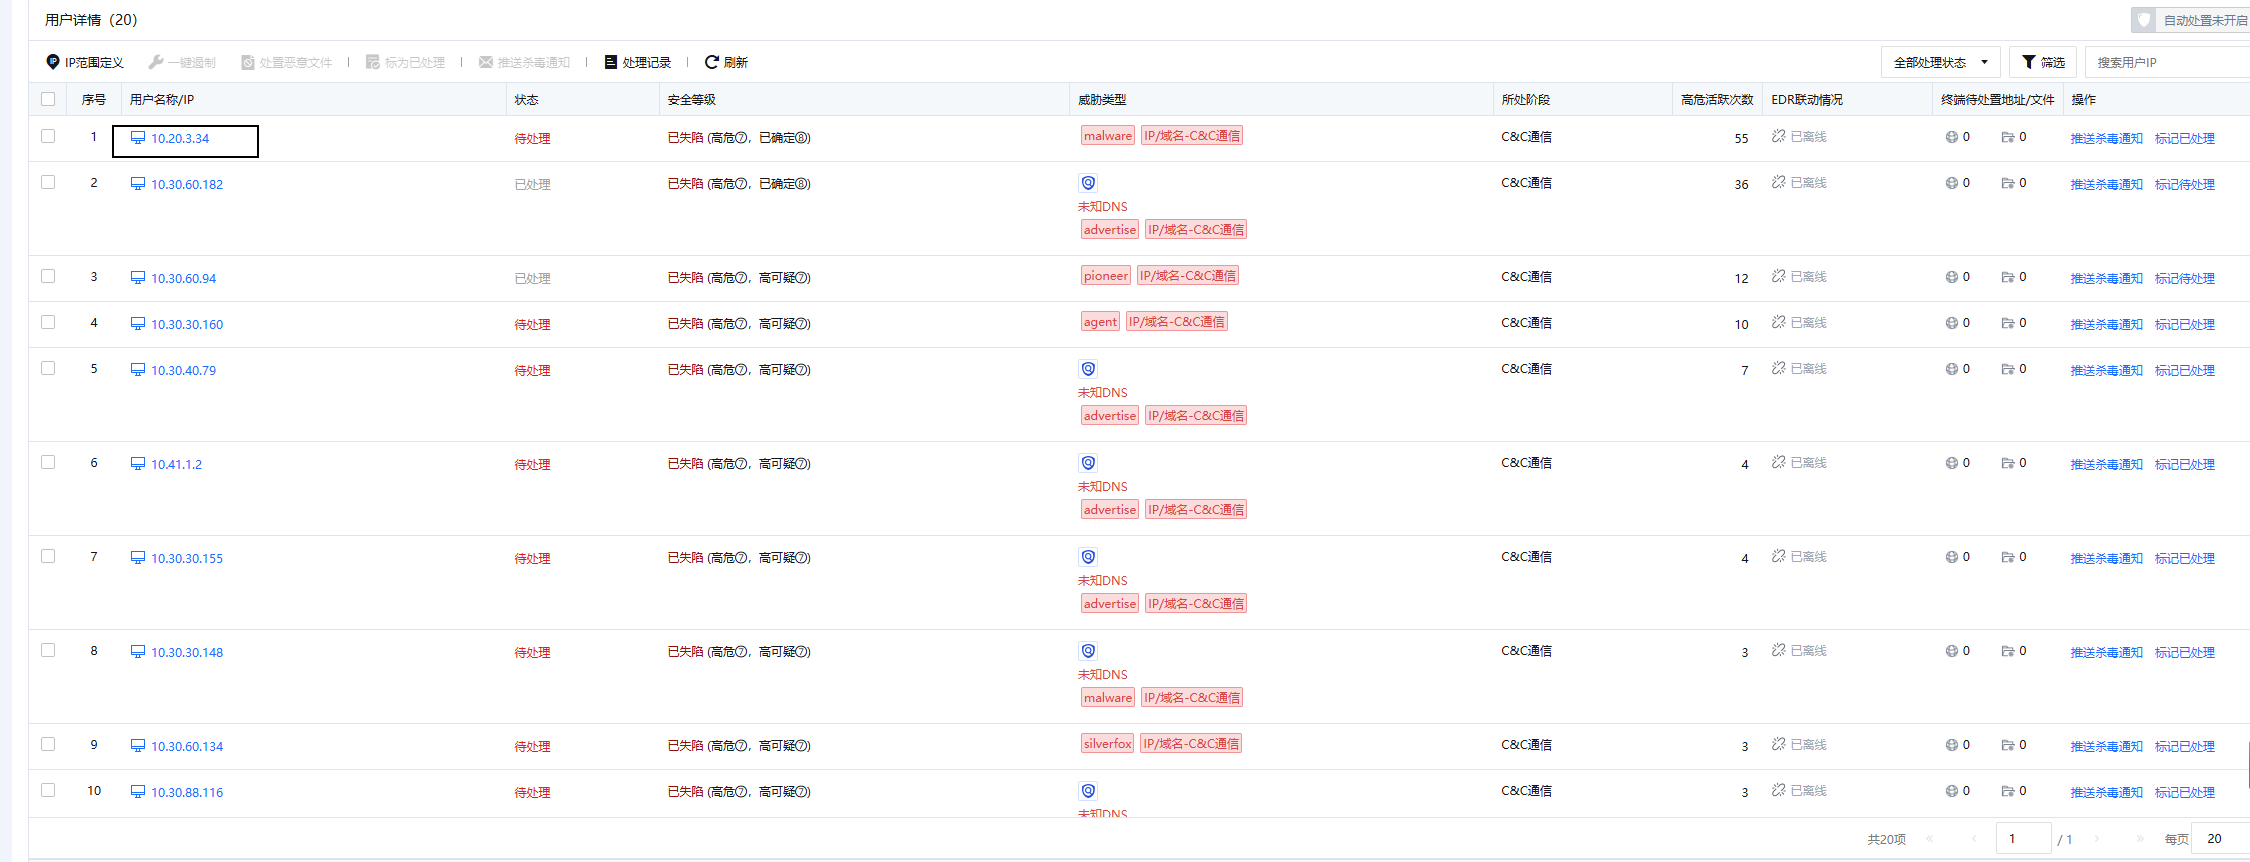 用户详情（20）
自动处置未开启
IP范围定义 一键遏制 处置恶意文件 标为已处理 推送杀毒通知 处理记录 刷新 全部处理状态 筛选 搜索用户IP
序号 用户名称/IP 状态 安全等级 威胁类型 所处阶段 高危活跃次数 EDR联动情况 终端待处置地址/文件 操作
1 10.20.3.34 待处理 已失陷 (高危⑦，已确定⑧) malware IP/域名-C&C通信 C&C通信 55 已离线 0 0 推送杀毒通知 标记已处理
2 10.30.60.182 已处理 已失陷 (高危⑦，已确定⑧) C&C通信 36 已离线 0 0 推送杀毒通知 标记待处理
未知DNS
advertise IP/域名-C&C通信
3 10.30.60.94 已处理 已失陷 (高危⑦，高可疑⑦) pioneer IP/域名-C&C通信 C&C通信 12 已离线 0 0 推送杀毒通知 标记待处理
4 10.30.30.160 待处理 已失陷 (高危⑦，高可疑⑦) agent IP/域名-C&C通信 C&C通信 10 已离线 0 0 推送杀毒通知 标记已处理
5 10.30.40.79 待处理 已失陷 (高危⑦，高可疑⑦) C&C通信 7 已离线 0 0 推送杀毒通知 标记已处理
未知DNS
advertise IP/域名-C&C通信
6 10.41.1.2 待处理 已失陷 (高危⑦，高可疑⑦) C&C通信 4 已离线 0 0 推送杀毒通知 标记已处理
未知DNS
advertise IP/域名-C&C通信
7 10.30.30.155 待处理 已失陷 (高危⑦，高可疑⑦) C&C通信 4 已离线 0 0 推送杀毒通知 标记已处理
未知DNS
advertise IP/域名-C&C通信
8 10.30.30.148 待处理 已失陷 (高危⑦，高可疑⑦) C&C通信 3 已离线 0 0 推送杀毒通知 标记已处理
未知DNS
malware IP/域名-C&C通信
9 10.30.60.134 待处理 已失陷 (高危⑦，高可疑⑦) silverfox IP/域名-C&C通信 C&C通信 3 已离线 0 0 推送杀毒通知 标记已处理
10 10.30.88.116 待处理 已失陷 (高危⑦，高可疑⑦) C&C通信 3 已离线 0 0 推送杀毒通知 标记已处理
未知DNS
共20项 « ‹ 1 / 1 › » 每页 20